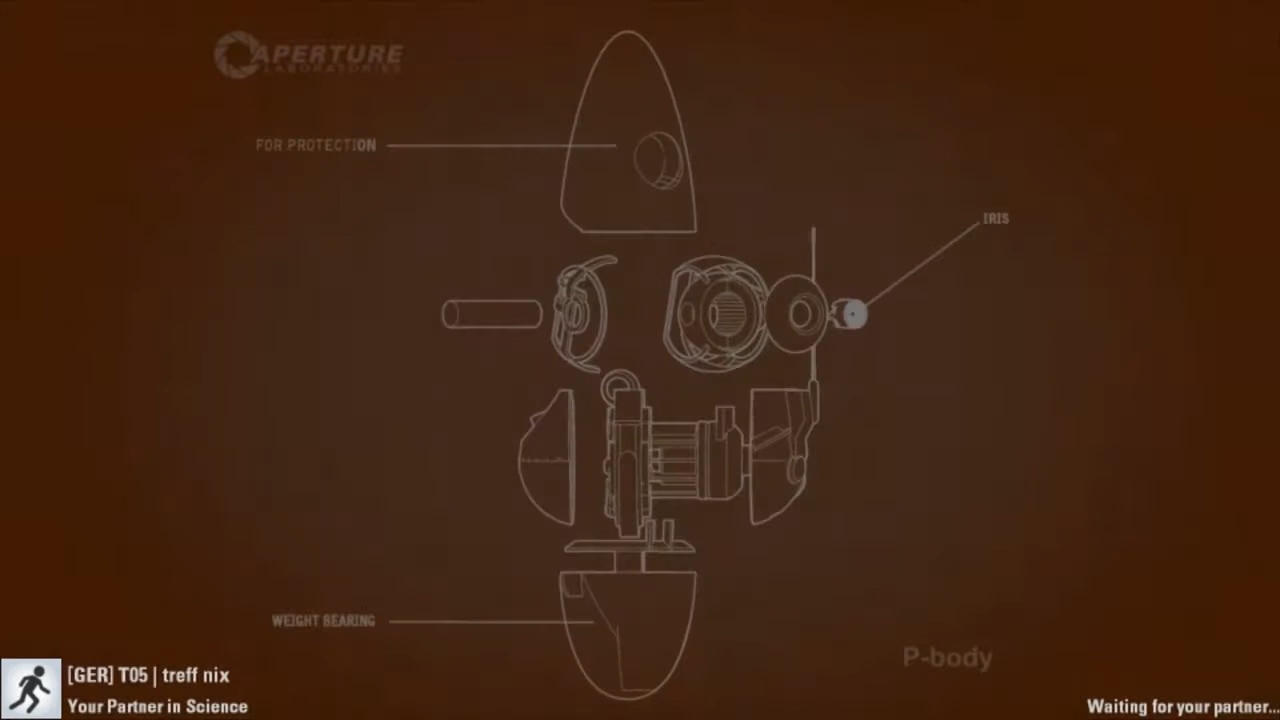 APERTURE
LABORATORIES
FOR PROTECTION
IRIS
WEIGHT BEARING
P-body
[GER] T05 | treff nix
Your Partner in Science
Waiting for your partner...